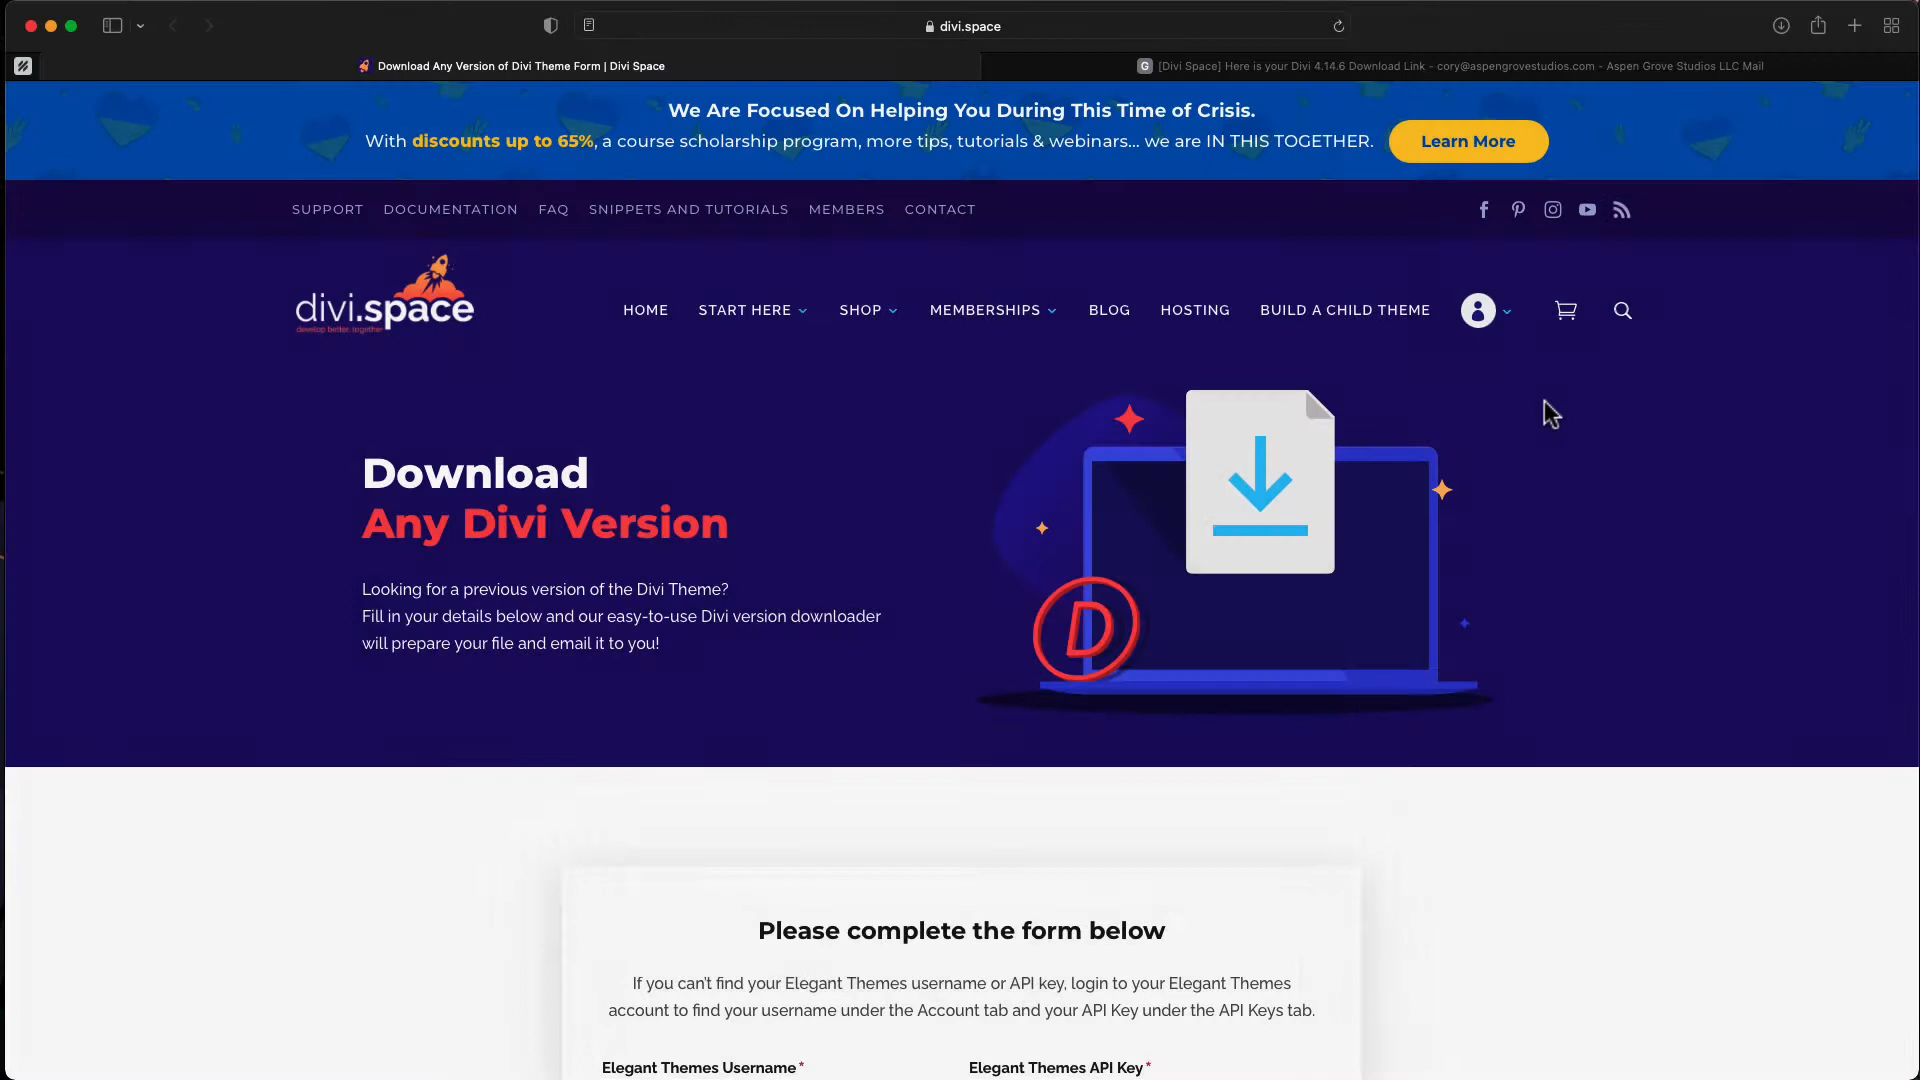 divi.space
Download Any Version of Divi Theme Form | Divi Space
G [Divi Space] Here is your Divi 4.14.6 Download Link - cory@aspengrovestudios.com - Aspen Grove Studios LLC Mail
We Are Focused On Helping You During This Time of Crisis.
With discounts up to 65%, a course scholarship program, more tips, tutorials & webinars... we are IN THIS TOGETHER.
Learn More
SUPPORT DOCUMENTATION FAQ SNIPPETS AND TUTORIALS MEMBERS CONTACT
divi.space
develop better. together
HOME START HERE SHOP MEMBERSHIPS BLOG HOSTING BUILD A CHILD THEME
Download
Any Divi Version
Looking for a previous version of the Divi Theme?
Fill in your details below and our easy-to-use Divi version downloader
will prepare your file and email it to you!
D
Please complete the form below
If you can't find your Elegant Themes username or API key, login to your Elegant Themes
account to find your username under the Account tab and your API Key under the API Keys tab.
Elegant Themes Username *
Elegant Themes API Key *